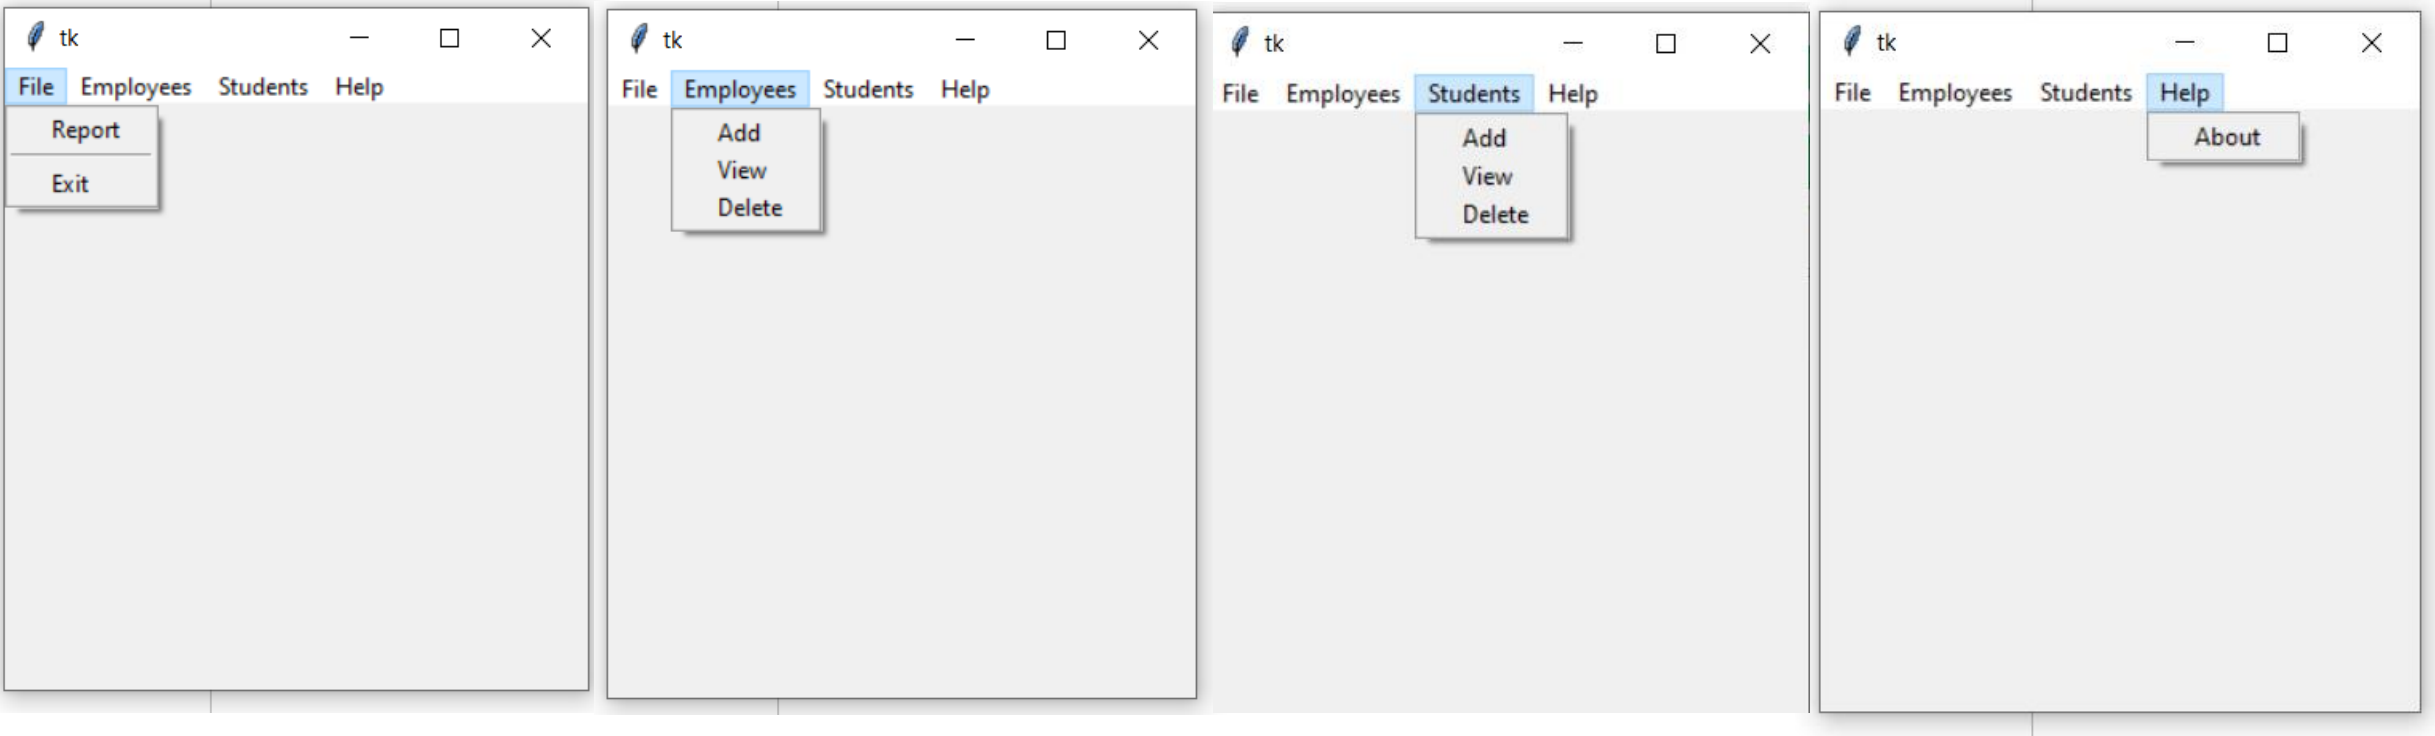 tk
File Employees Students Help
Report
Exit
tk
File Employees Students Help
Add
View
Delete
tk
File Employees Students Help
Add
View
Delete
tk
File Employees Students Help
About